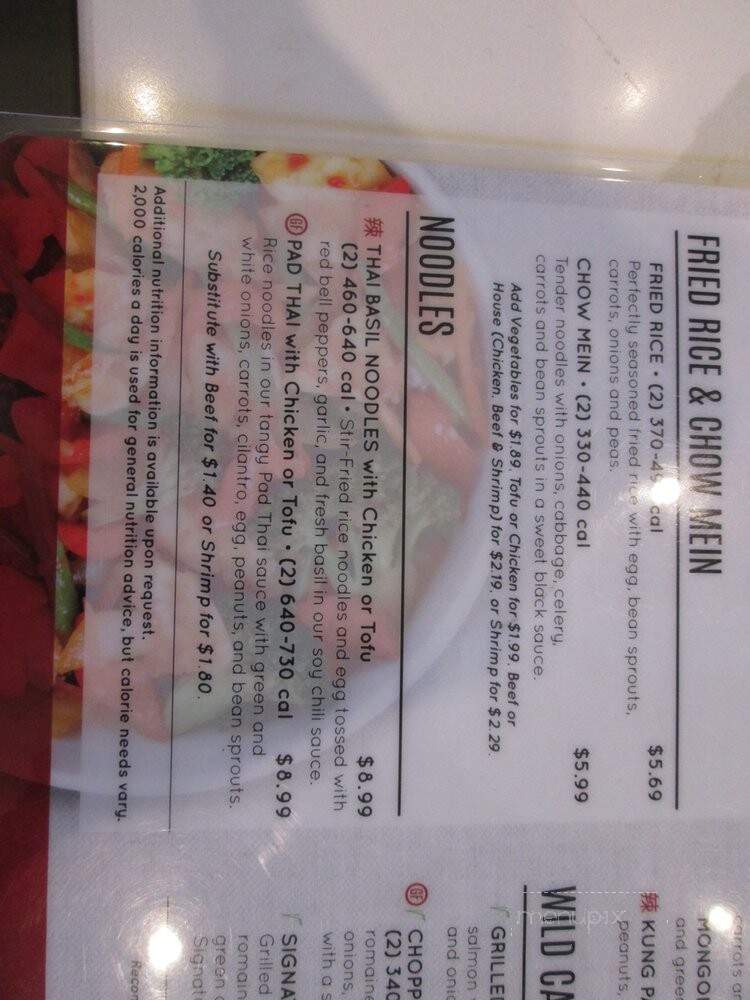 FRIED RICE & CHOW MEIN
FRIED RICE • (2) 370-49 cal $5.69
Perfectly seasoned fried rice with egg, bean sprouts,
carrots, onions and peas.
CHOW MEIN • (2) 330-440 cal $5.99
Tender noodles with onions, cabbage, celery,
carrots and bean sprouts in a sweet black sauce.
Add Vegetables for $1.89, Tofu or Chicken for $1.99, Beef or
House (Chicken, Beef & Shrimp) for $2.19, or Shrimp for $2.29.
NOODLES
辣 THAI BASIL NOODLES with Chicken or Tofu $8.99
(2) 460-640 cal • Stir-Fried rice noodles and egg tossed with
red bell peppers, garlic, and fresh basil in our soy chili sauce.
GF PAD THAI with Chicken or Tofu • (2) 640-730 cal $8.99
Rice noodles in our tangy Pad Thai sauce with green and
white onions, carrots, cilantro, egg, peanuts, and bean sprouts.
Substitute with Beef for $1.40 or Shrimp for $1.80.
Additional nutrition information is available upon request.
2,000 calories a day is used for general nutrition advice, but calorie needs vary.
carrots a
MONGO
and gree
辣 KUNG P
peanuts,
WILD CA
GRILLE
salmon
and onio
GF CHOPP
(2) 340
romaine
onions,
with a s
SIGNA
Grilled
romain
green o
Signat
Recom
menupix